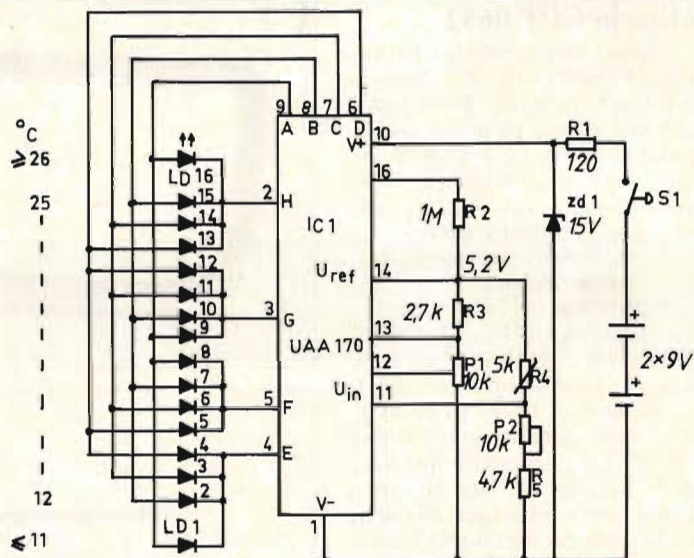 9 8 7 6
A B C D
V+ 10
°C
⩾ 26
LD 16
25
15
14
13
12
11
10
9
8
7
6
5
4
3
2
12
LD 1
⩽ 11
2 H
3 G
5 F
4 E
IC1
UAA 170
U ref
U in
V-
1
16
14
13
12
11
1M R2
5,2V
2,7k R3
P1
10k
5k
R4
P2
10k
4,7k R5
R1
120
zd 1
15V
S1
+
+
2×9V